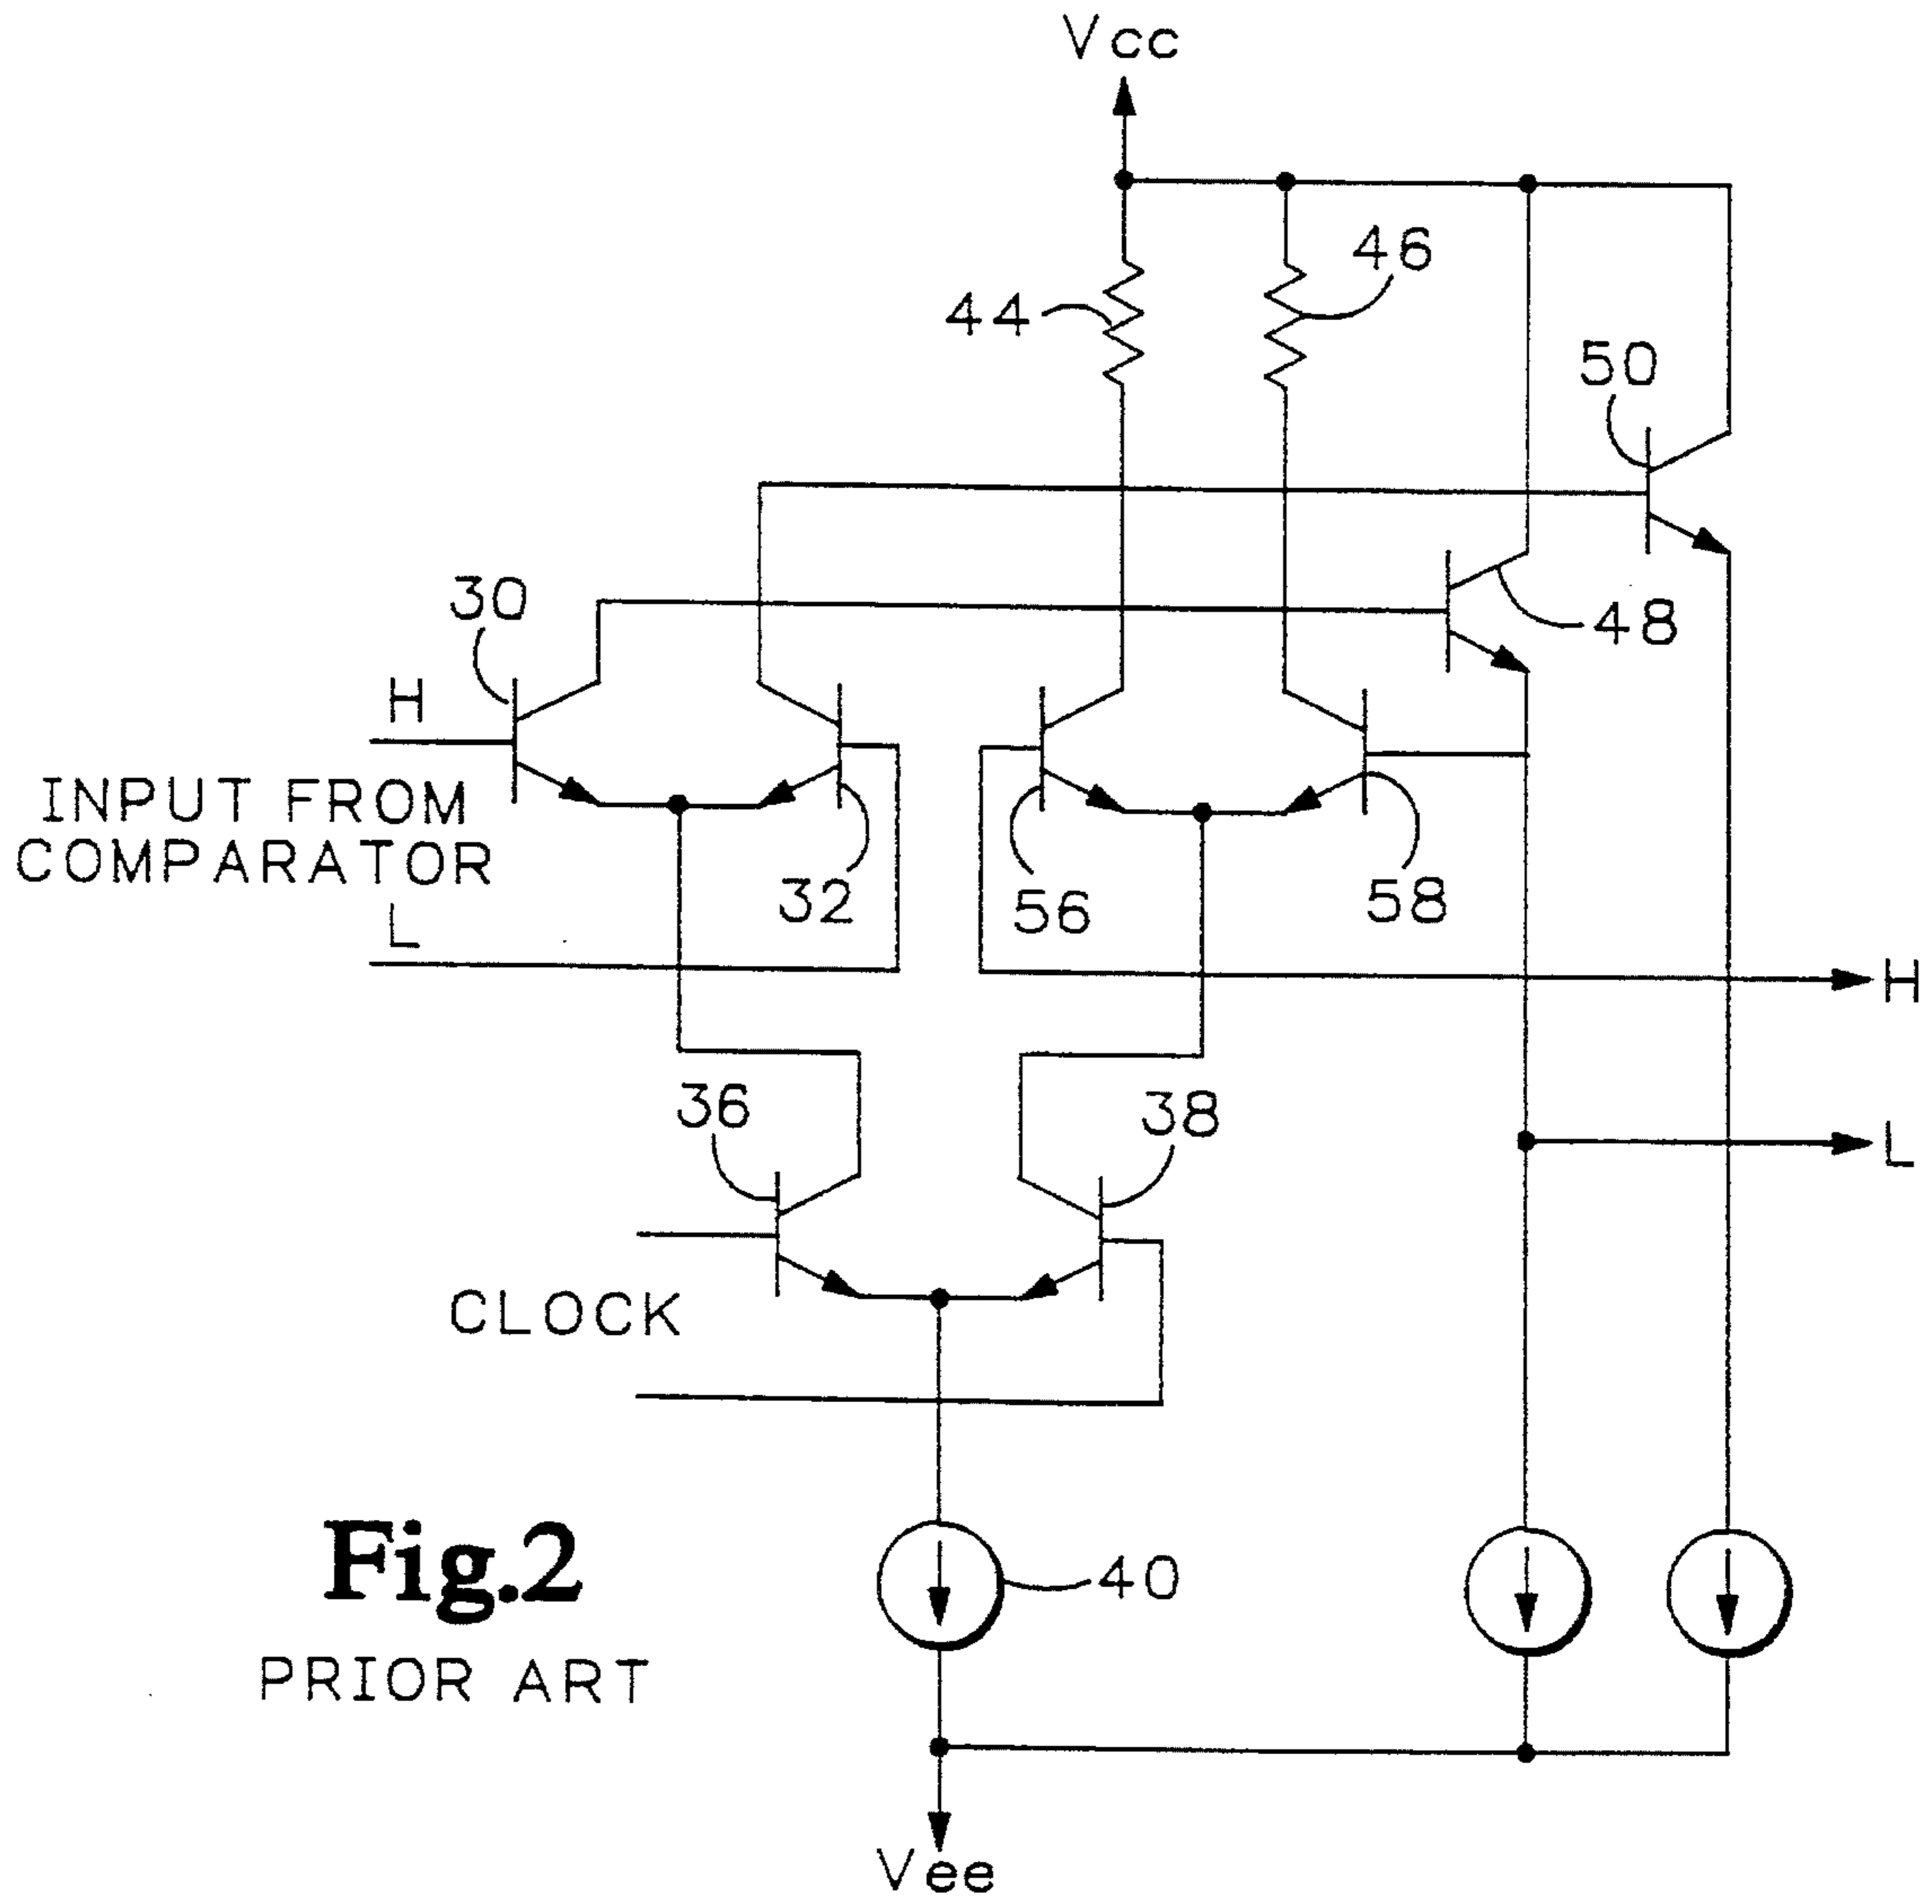 Vcc
46
44
50
30
48
H
INPUT FROM
COMPARATOR
L
32
56
58
H
36
38
L
CLOCK
40
Fig.2
PRIOR ART
Vee